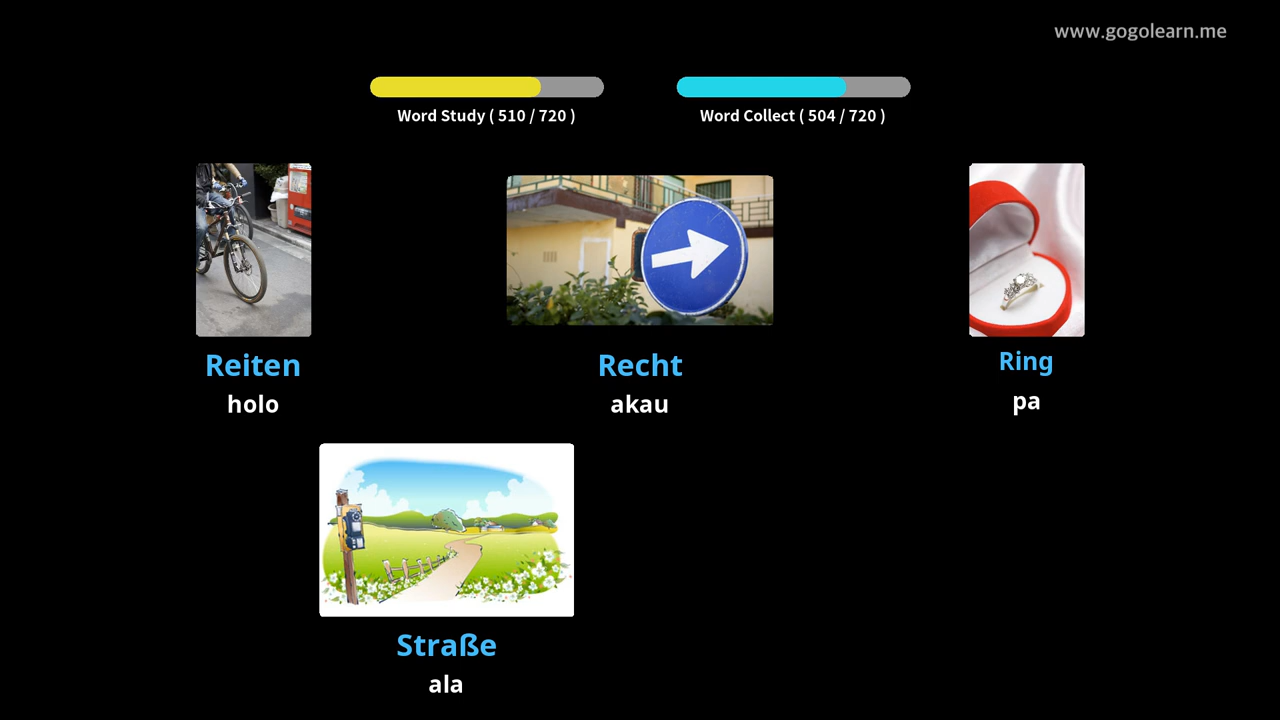 www.gogolearn.me
Word Study ( 510 / 720 )
Word Collect ( 504 / 720 )
Reiten
holo
Recht
akau
Ring
pa
Straße
ala